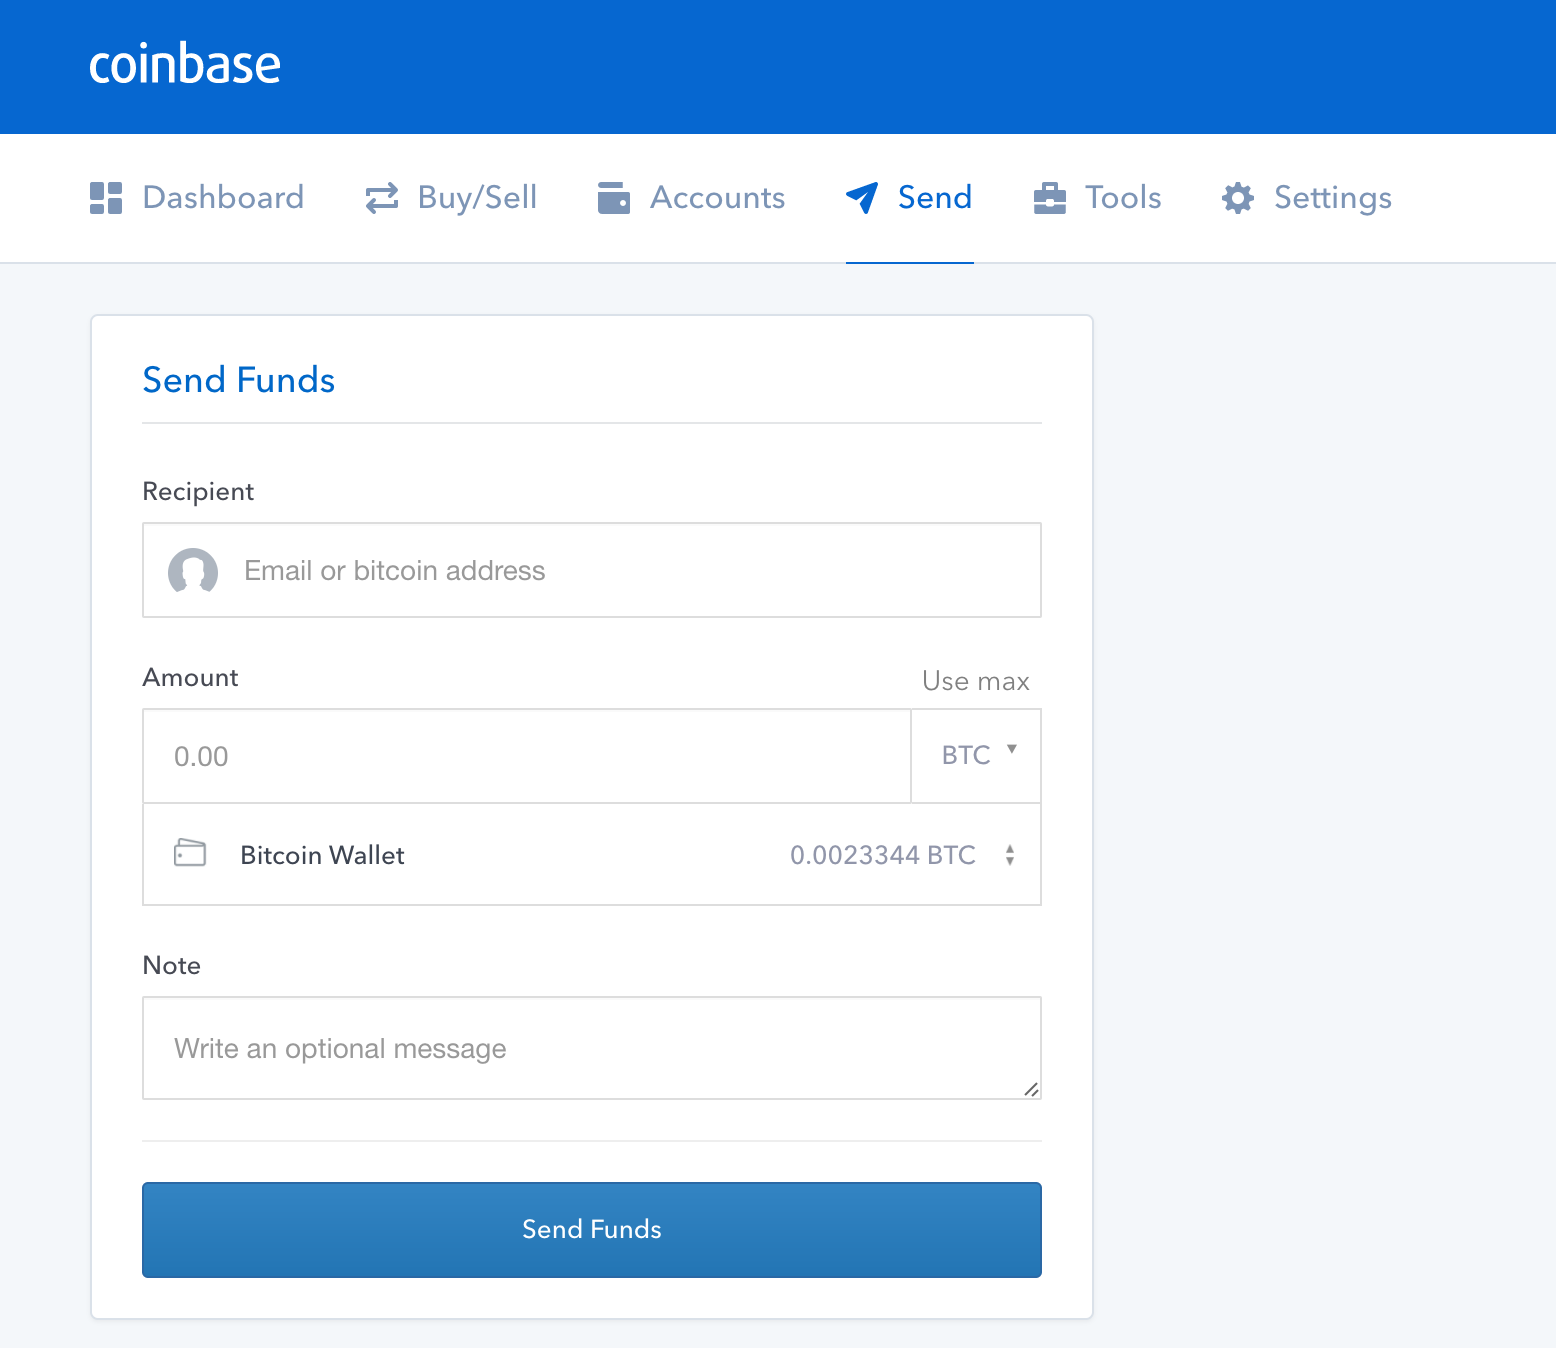 coinbase
Dashboard Buy/Sell Accounts Send Tools Settings
Send Funds
Recipient
Email or bitcoin address
Amount Use max
0.00 BTC
Bitcoin Wallet 0.0023344 BTC
Note
Write an optional message
Send Funds